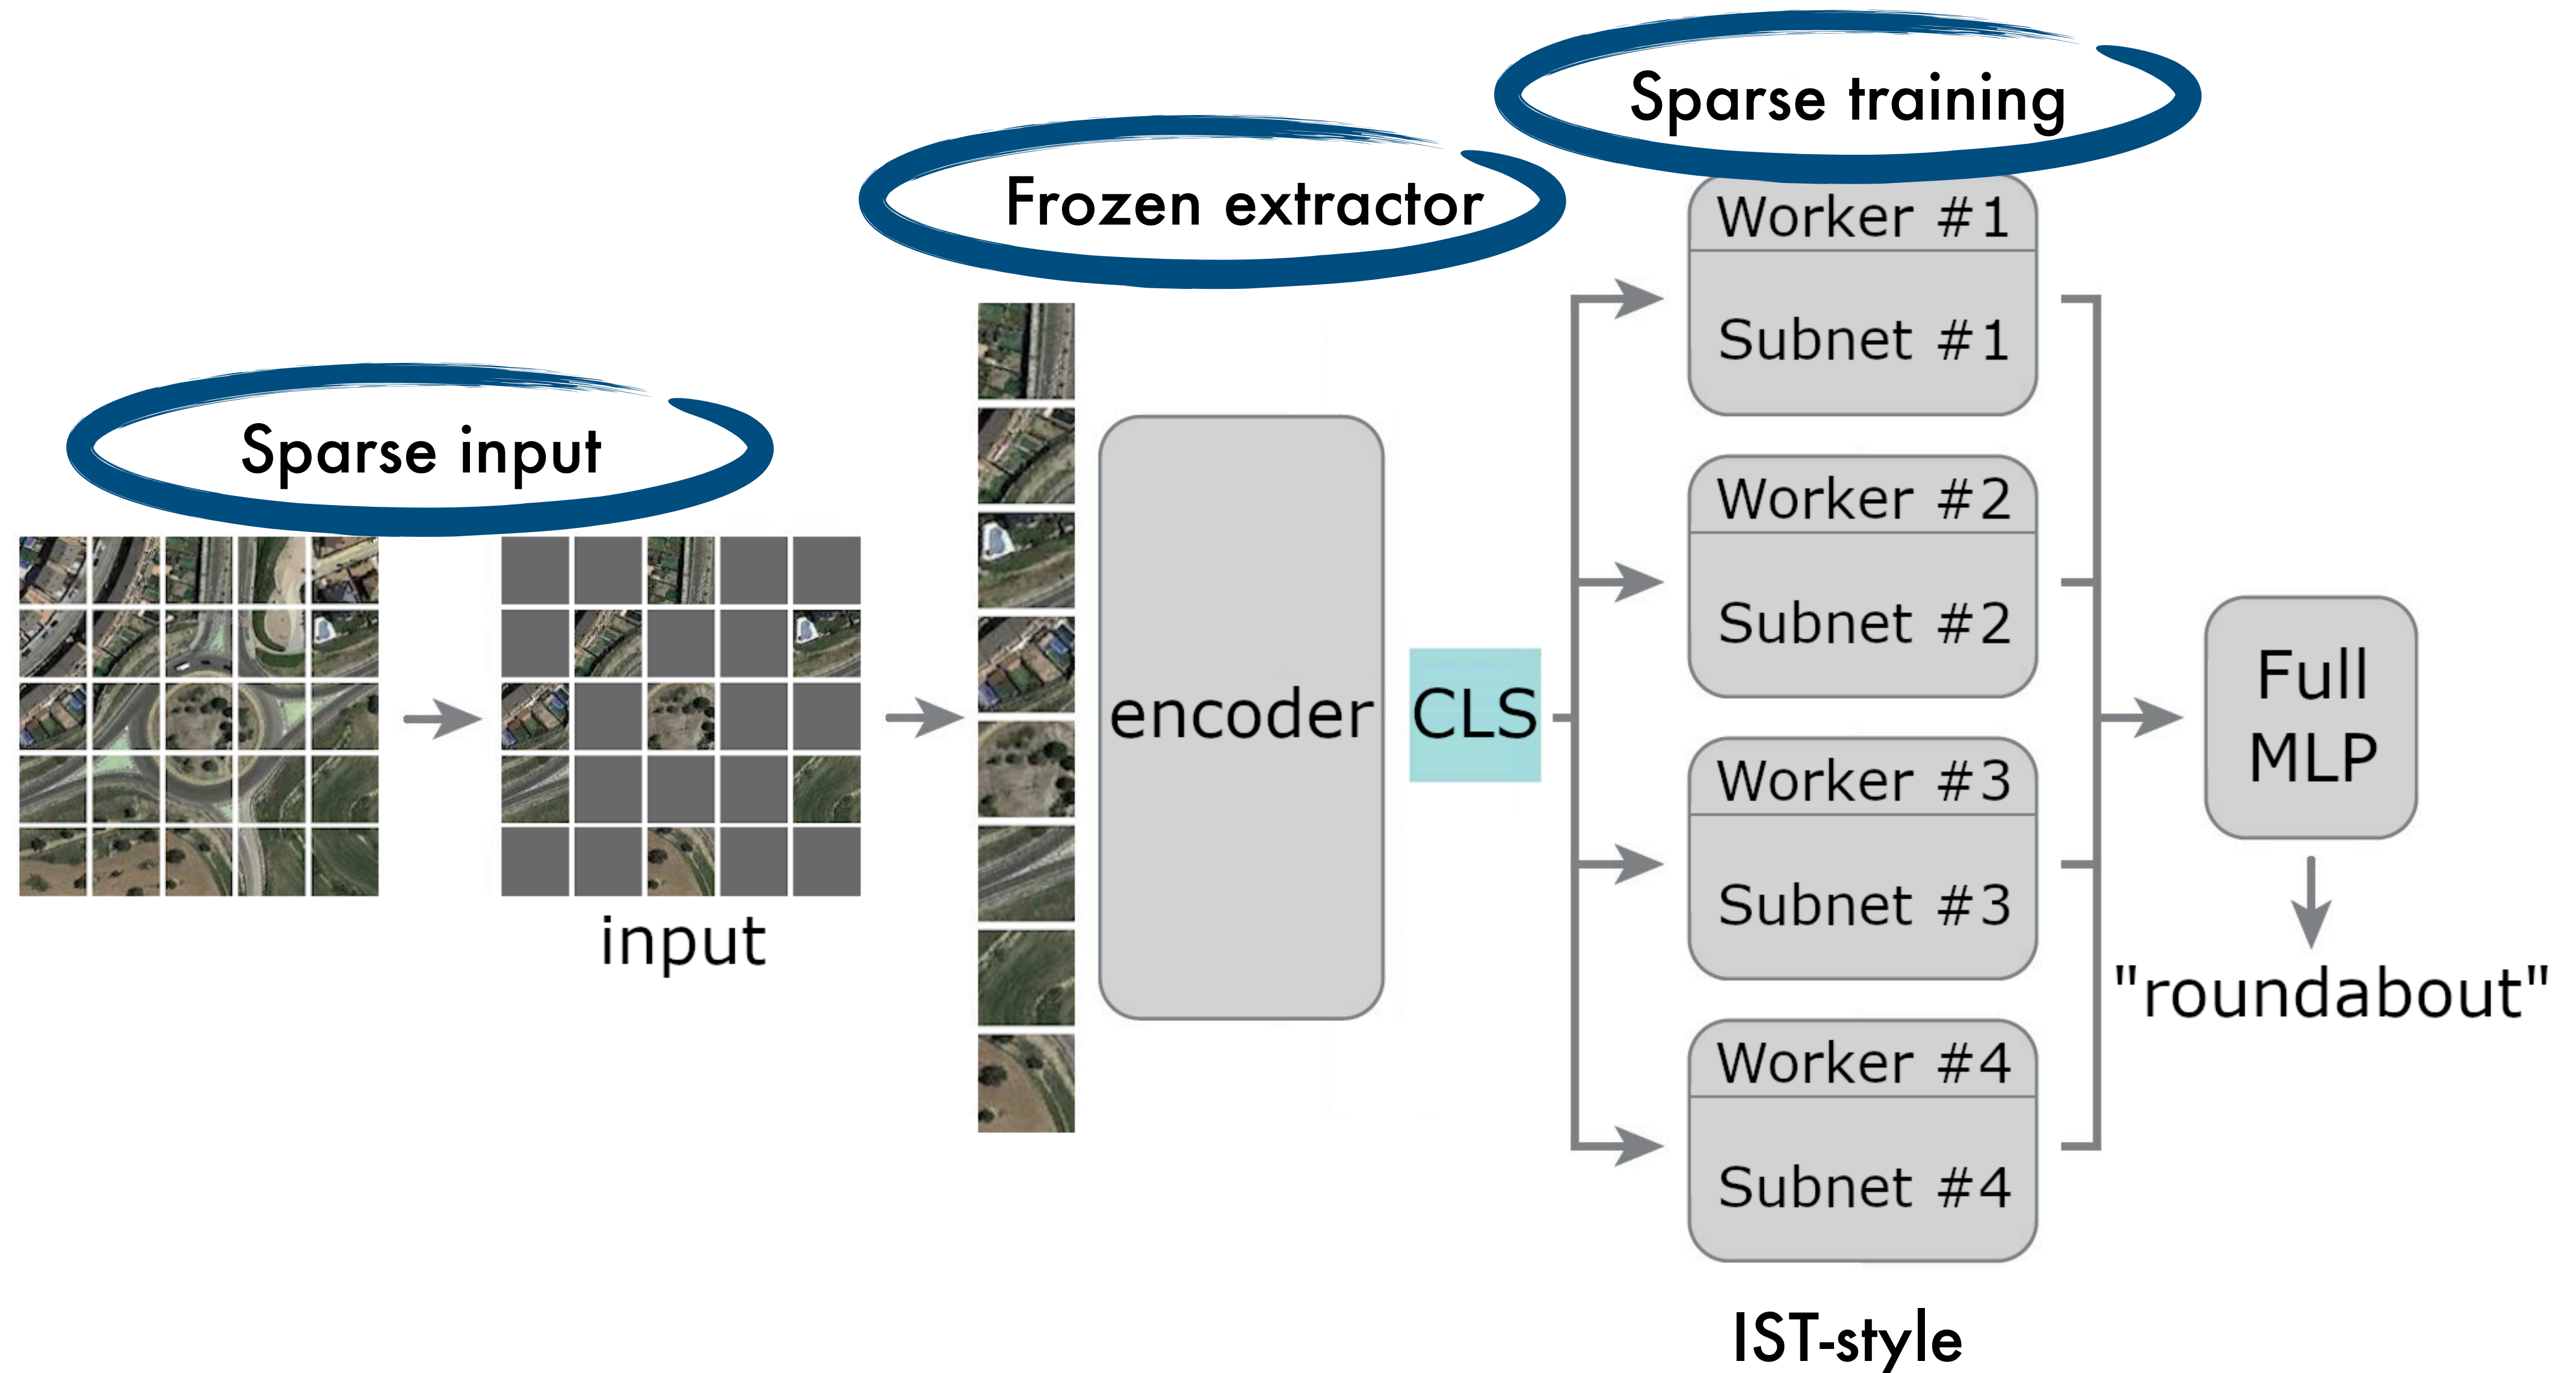 Sparse training
Frozen extractor
Sparse input
input
encoder
CLS
Worker #1
Subnet #1
Worker #2
Subnet #2
Worker #3
Subnet #3
Worker #4
Subnet #4
IST-style
Full
MLP
"roundabout"